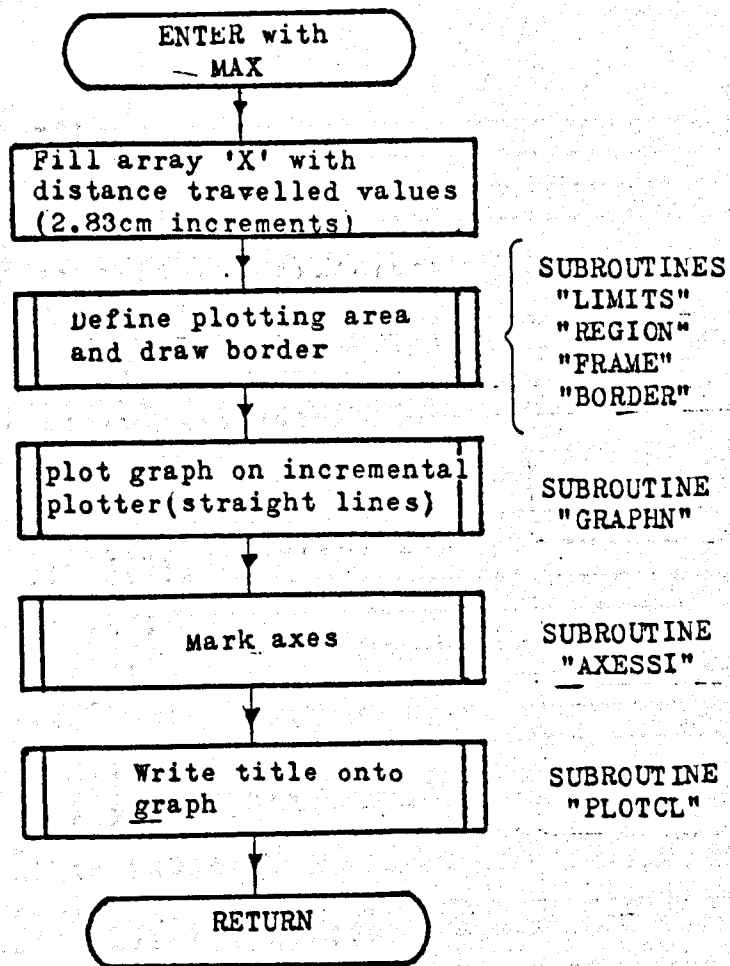 ENTER with
MAX
Fill array 'X' with
distance travelled values
(2.83cm increments)
Define plotting area
and draw border
SUBROUTINES
"LIMITS"
"REGION"
"FRAME"
"BORDER"
plot graph on incremental
plotter(straight lines)
SUBROUTINE
"GRAPHN"
Mark axes
SUBROUTINE
"AXESSI"
Write title onto
graph
SUBROUTINE
"PLOTCL"
RETURN